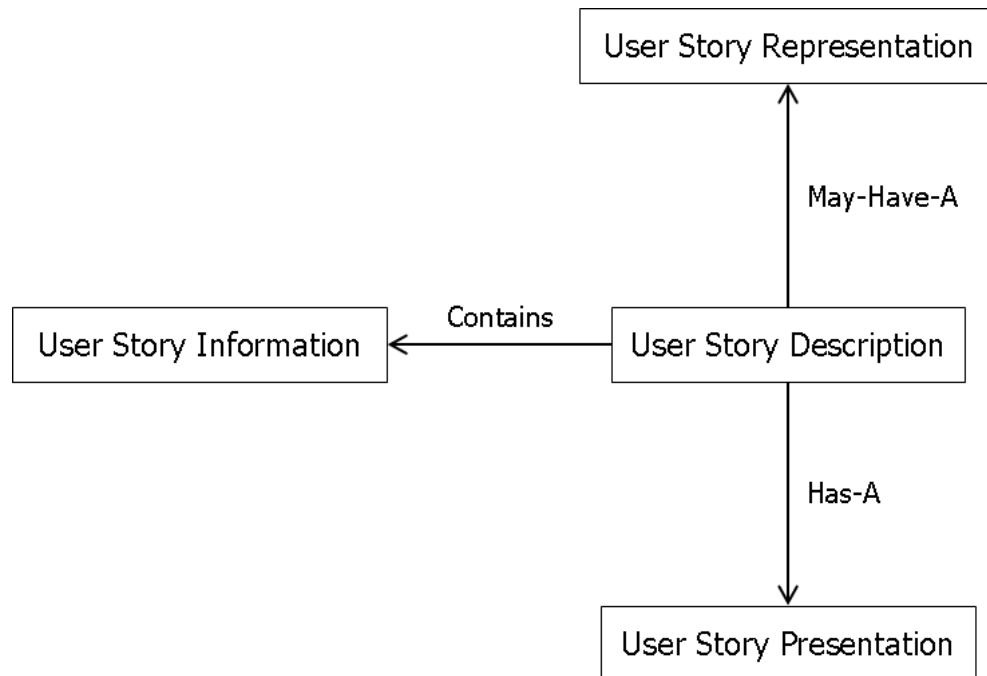 User Story Representation
May-Have-A
Contains
User Story Information
User Story Description
Has-A
User Story Presentation